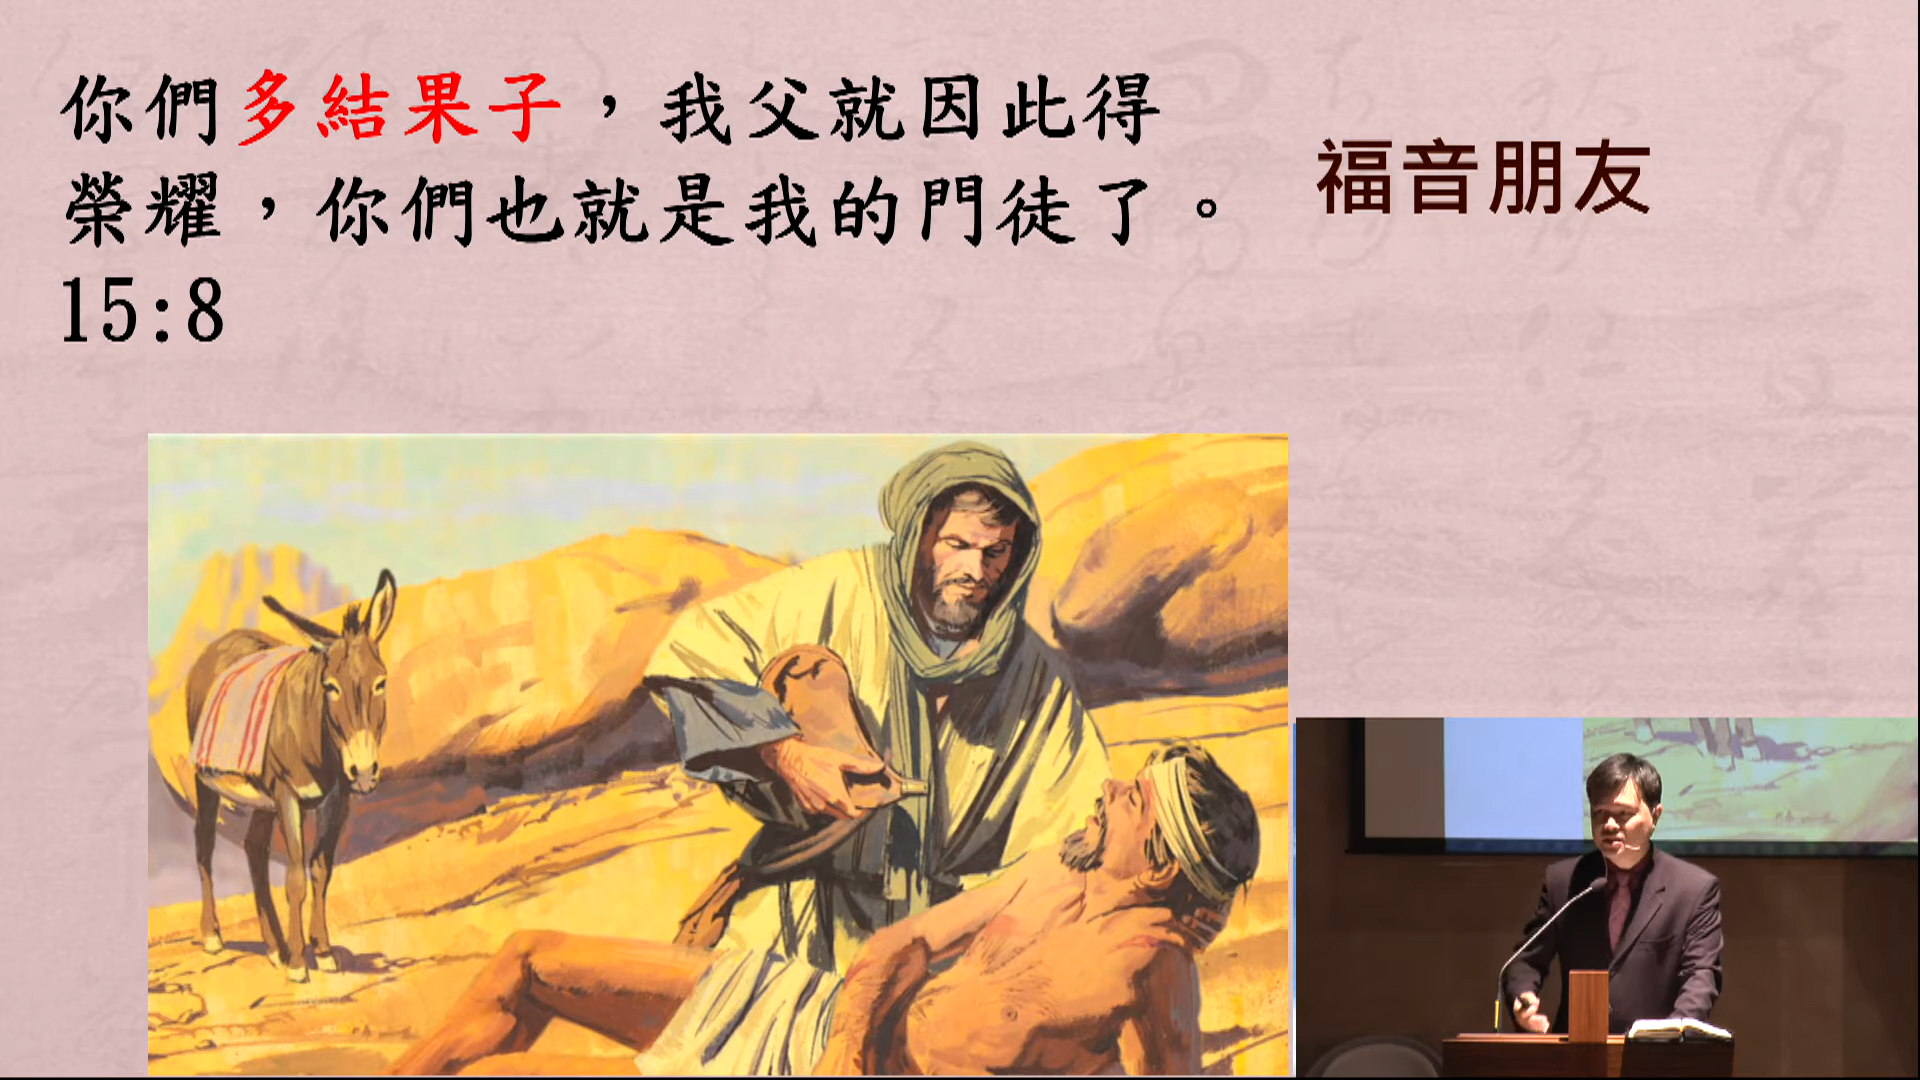 你們多結果子，我父就因此得
榮耀，你們也就是我的門徒了。
15:8
福音朋友